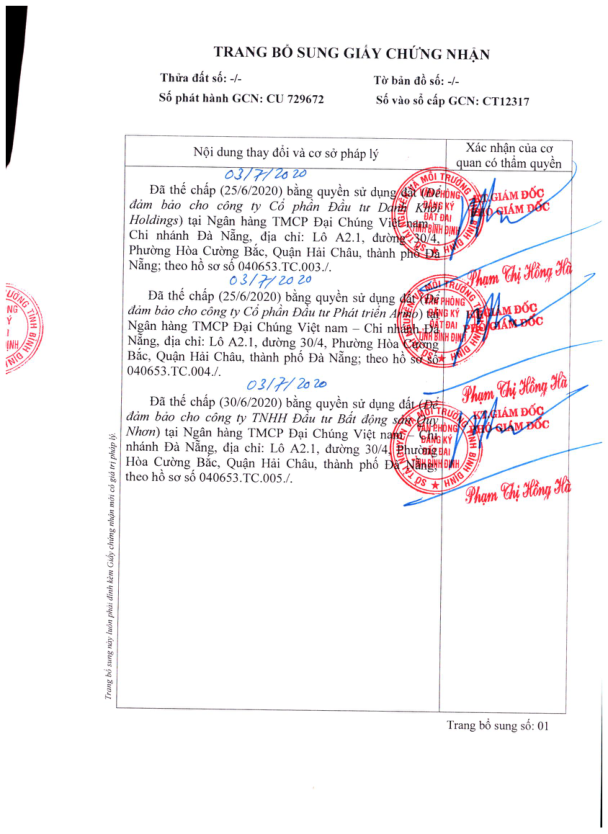 TRANG BỔ SUNG GIẤY CHỨNG NHẬN
Thửa đất số: -/-
Tờ bản đồ số: -/-
Số phát hành GCN: CU 729672
Số vào sổ cấp GCN: CT12317
Nội dung thay đổi và cơ sở pháp lý
Xác nhận của cơ
quan có thẩm quyền
03/7/2020
Đã thế chấp (25/6/2020) bằng quyền sử dụng đất (Để
đảm bảo cho công ty Cổ phần Đầu tư Danh Khôi
Holdings) tại Ngân hàng TMCP Đại Chúng Việt nam –
Chi nhánh Đà Nẵng, địa chỉ: Lô A2.1, đường 30/4,
Phường Hòa Cường Bắc, Quận Hải Châu, thành phố Đà
Nẵng; theo hồ sơ số 040653.TC.003./.
KT.GIÁM ĐỐC
PHÓ GIÁM ĐỐC
Phạm Thị Hồng Hà
03/7/2020
Đã thế chấp (25/6/2020) bằng quyền sử dụng đất (Để
đảm bảo cho công ty Cổ phần Đầu tư Phát triển) tại
Ngân hàng TMCP Đại Chúng Việt nam – Chi nhánh Đà
Nẵng, địa chỉ: Lô A2.1, đường 30/4, Phường Hòa Cường
Bắc, Quận Hải Châu, thành phố Đà Nẵng; theo hồ sơ số
040653.TC.004./.
KT.GIÁM ĐỐC
PHÓ GIÁM ĐỐC
Phạm Thị Hồng Hà
03/7/2020
Đã thế chấp (30/6/2020) bằng quyền sử dụng đất (Để
đảm bảo cho công ty TNHH Đầu tư Bất động sản Quy
Nhơn) tại Ngân hàng TMCP Đại Chúng Việt nam – Chi
nhánh Đà Nẵng, địa chỉ: Lô A2.1, đường 30/4, Phường
Hòa Cường Bắc, Quận Hải Châu, thành phố Đà Nẵng;
theo hồ sơ số 040653.TC.005./.
KT.GIÁM ĐỐC
PHÓ GIÁM ĐỐC
Phạm Thị Hồng Hà
VĂN PHÒNG
ĐĂNG KÝ
ĐẤT ĐAI
TỈNH BÌNH ĐỊNH
Trang bổ sung này luôn phải đính kèm Giấy chứng nhận mới có giá trị pháp lý.
Trang bổ sung số: 01